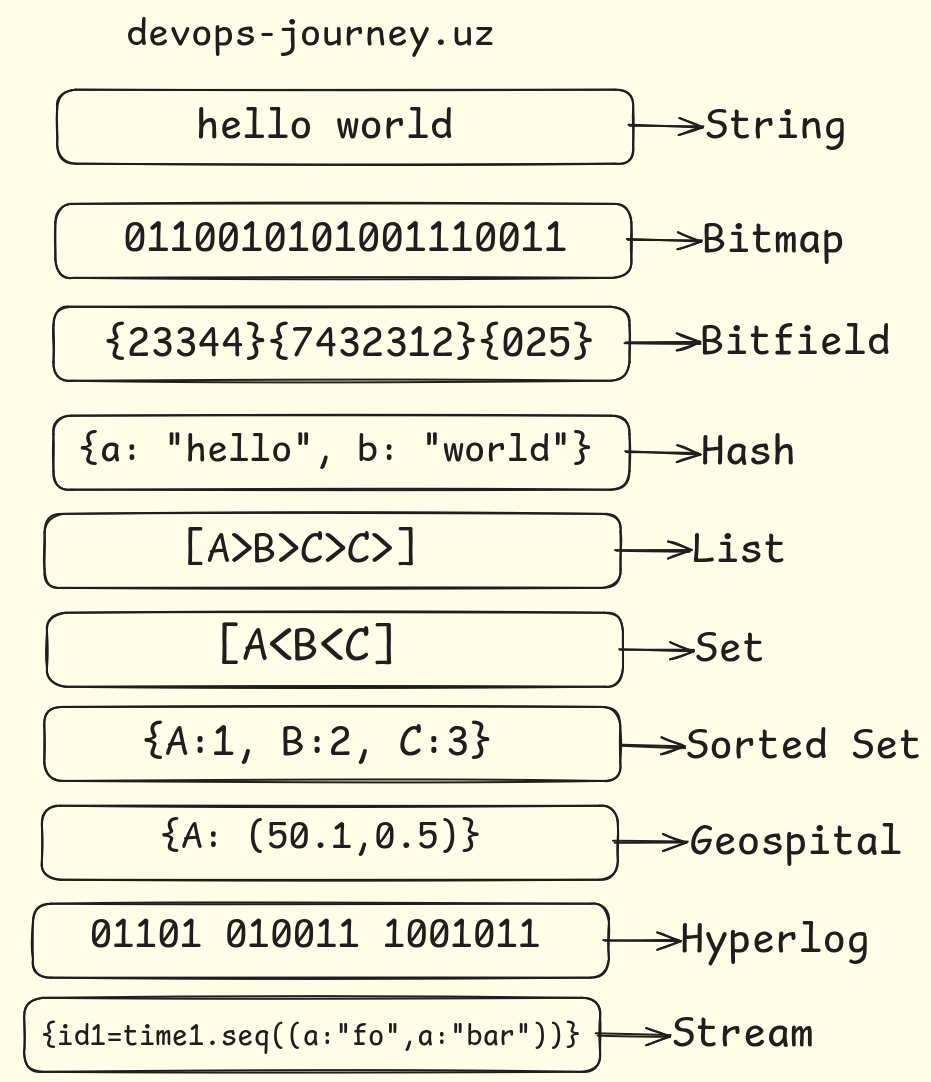 devops-journey.uz
hello world String
0110010101001110011 Bitmap
{23344}{7432312}{025} Bitfield
{a: "hello", b: "world"} Hash
[A>B>C>C>] List
[A<B<C] Set
{A:1, B:2, C:3} Sorted Set
{A: (50.1,0.5)} Geospital
01101 010011 1001011 Hyperlog
{id1=time1.seq((a:"fo",a:"bar"))} Stream